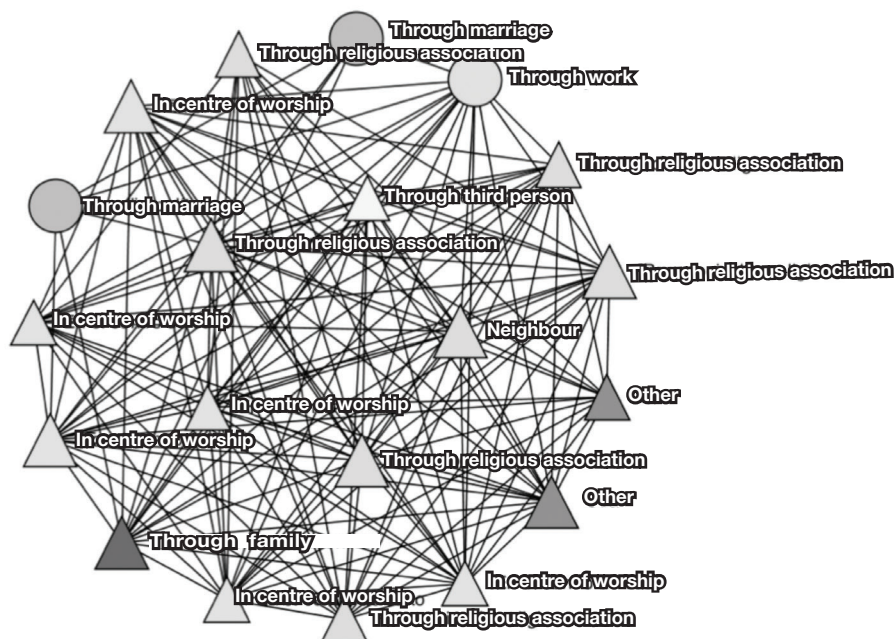 Through marriage
Through religious association
Through work
In centre of worship
Through religious association
Through third person
Through marriage
Through religious association
Through religious association
In centre of worship
Neighbour
Other
In centre of worship
In centre of worship
Through religious association
Other
Through family
In centre of worship
In centre of worship
Through religious association